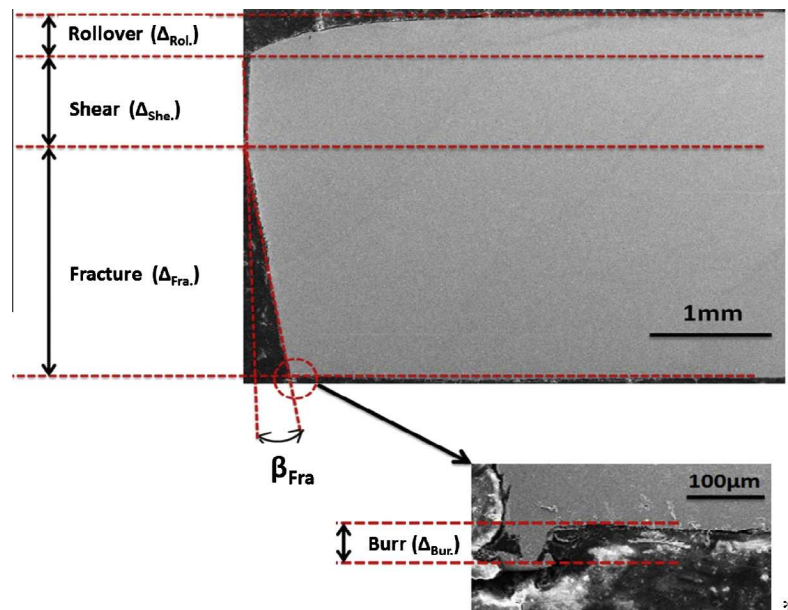 Rollover (ΔRol.)
Shear (ΔShe.)
Fracture (ΔFra.)
1mm
βFra
100μm
Burr (ΔBur.)